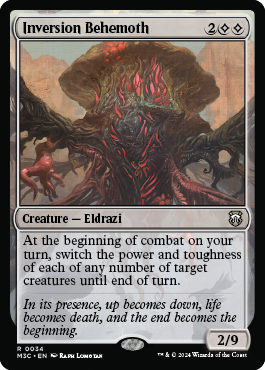 Inversion Behemoth 2
Creature — Eldrazi
At the beginning of combat on your
turn, switch the power and toughness
of each of any number of target
creatures until end of turn.
In its presence, up becomes down, life
becomes death, and the end becomes the
beginning.
2/9
R 0034
M3C • EN Raph Lomotan
™ & © 2024 Wizards of the Coast